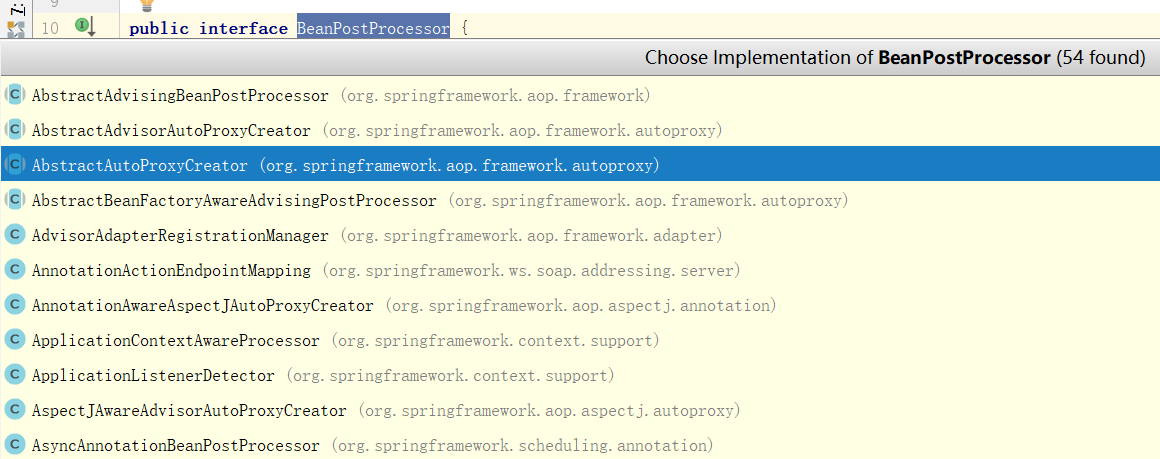 9
10 public interface BeanPostProcessor {
Choose Implementation of BeanPostProcessor (54 found)
AbstractAdvisingBeanPostProcessor (org.springframework.aop.framework)
AbstractAdvisorAutoProxyCreator (org.springframework.aop.framework.autoproxy)
AbstractAutoProxyCreator (org.springframework.aop.framework.autoproxy)
AbstractBeanFactoryAwareAdvisingPostProcessor (org.springframework.aop.framework.autoproxy)
AdvisorAdapterRegistrationManager (org.springframework.aop.framework.adapter)
AnnotationActionEndpointMapping (org.springframework.ws.soap.addressing.server)
AnnotationAwareAspectJAutoProxyCreator (org.springframework.aop.aspectj.annotation)
ApplicationContextAwareProcessor (org.springframework.context.support)
ApplicationListenerDetector (org.springframework.context.support)
AspectJAwareAdvisorAutoProxyCreator (org.springframework.aop.aspectj.autoproxy)
AsyncAnnotationBeanPostProcessor (org.springframework.scheduling.annotation)